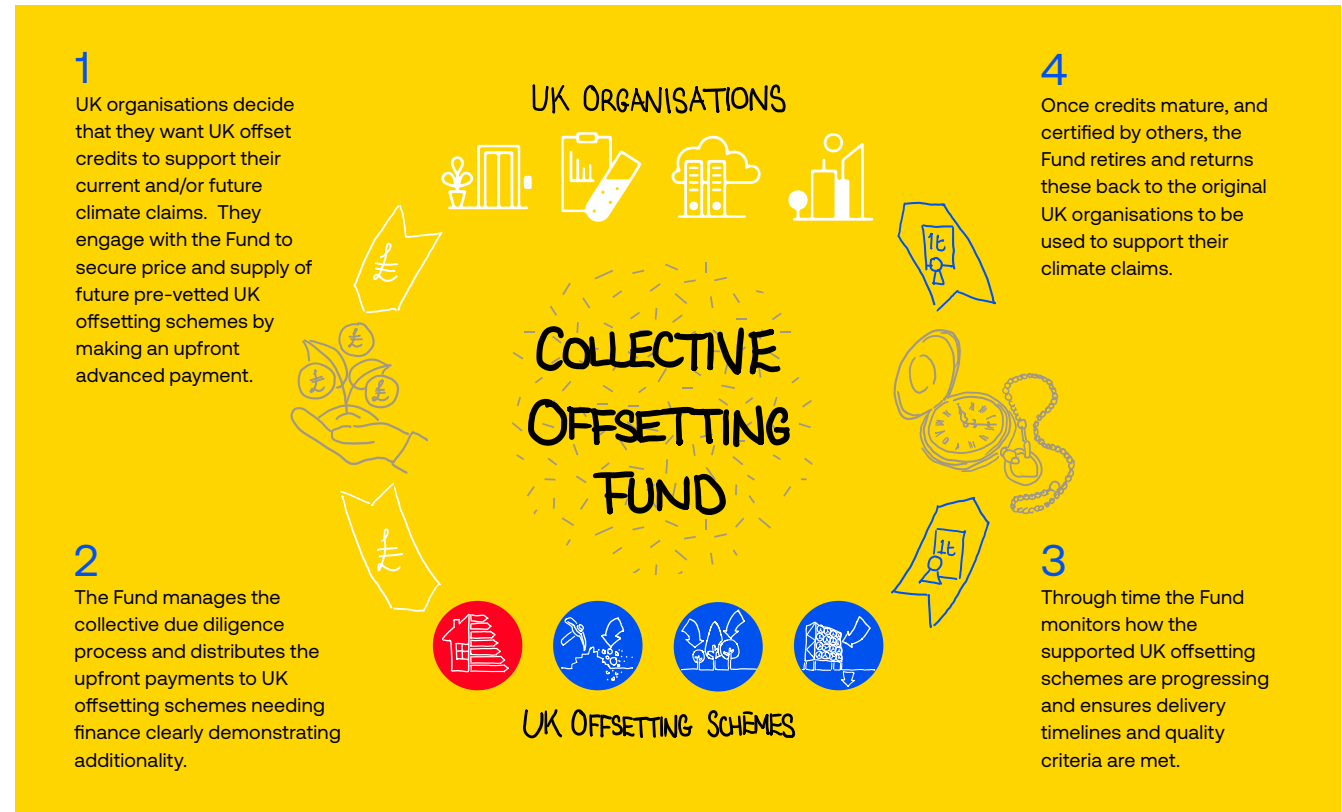 1
UK organisations decide
that they want UK offset
credits to support their
current and/or future
climate claims.  They
engage with the Fund to
secure price and supply of
future pre-vetted UK
offsetting schemes by
making an upfront
advanced payment.
2
The Fund manages the
collective due diligence
process and distributes the
upfront payments to UK
offsetting schemes needing
finance clearly demonstrating
additionality.
UK ORGANISATIONS
£
£
£
£
£
COLLECTIVE
OFFSETTING
FUND
1t
1t
UK OFFSETTING SCHEMES
4
Once credits mature, and
certified by others, the
Fund retires and returns
these back to the original
UK organisations to be
used to support their
climate claims.
3
Through time the Fund
monitors how the
supported UK offsetting
schemes are progressing
and ensures delivery
timelines and quality
criteria are met.